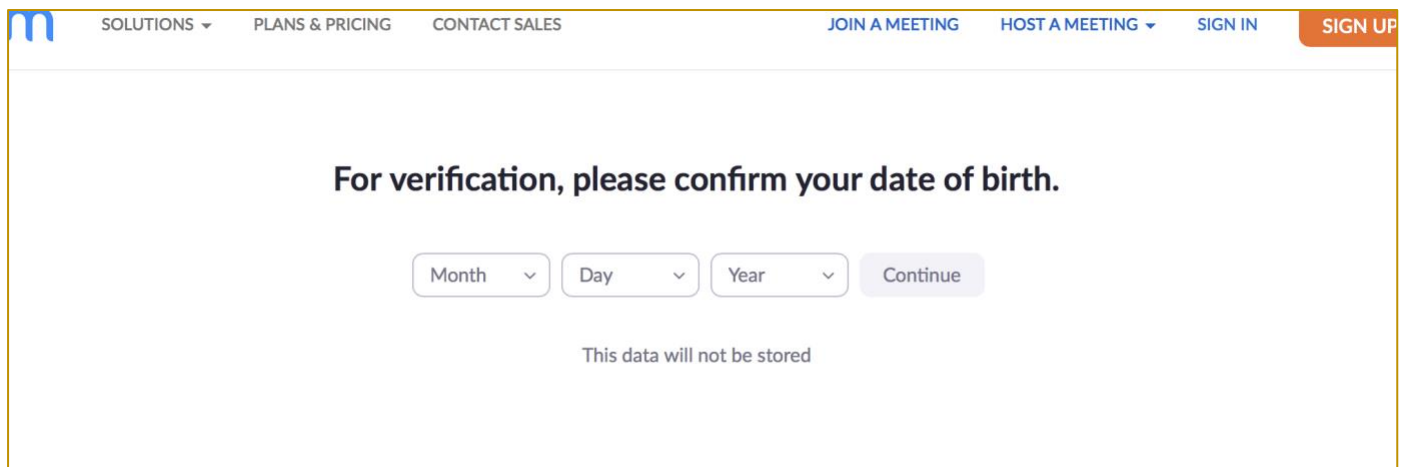 m SOLUTIONS PLANS & PRICING CONTACT SALES JOIN A MEETING HOST A MEETING SIGN IN SIGN UP
For verification, please confirm your date of birth.
Month Day Year Continue
This data will not be stored